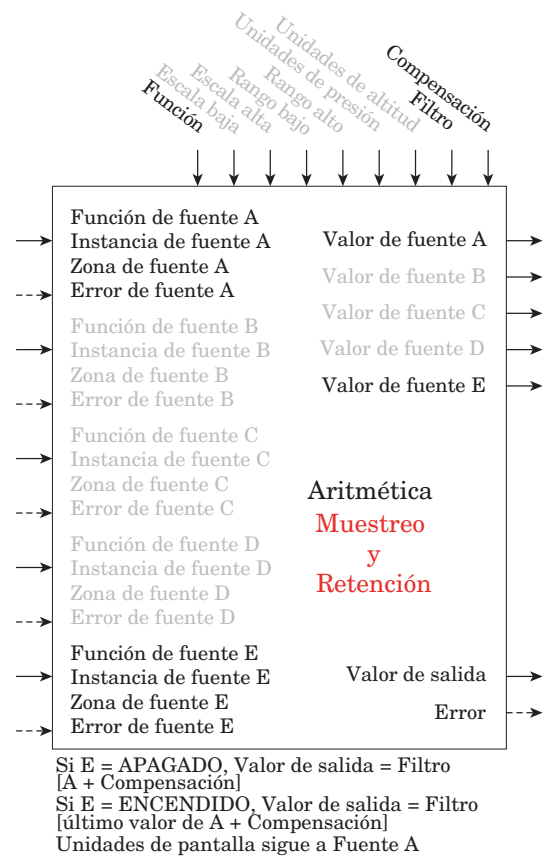 Función
Escala baja
Escala alta
Rango bajo
Rango alto
Unidades de presión
Unidades de altitud
Filtro
Compensación
Función de fuente A
Instancia de fuente A
Zona de fuente A
Error de fuente A
Función de fuente B
Instancia de fuente B
Zona de fuente B
Error de fuente B
Función de fuente C
Instancia de fuente C
Zona de fuente C
Error de fuente C
Función de fuente D
Instancia de fuente D
Zona de fuente D
Error de fuente D
Función de fuente E
Instancia de fuente E
Zona de fuente E
Error de fuente E
Valor de fuente A
Valor de fuente B
Valor de fuente C
Valor de fuente D
Valor de fuente E
Aritmética
Muestreo
y
Retención
Valor de salida
Error
Si E = APAGADO, Valor de salida = Filtro
[A + Compensación]
Si E = ENCENDIDO, Valor de salida = Filtro
[último valor de A + Compensación]
Unidades de pantalla sigue a Fuente A